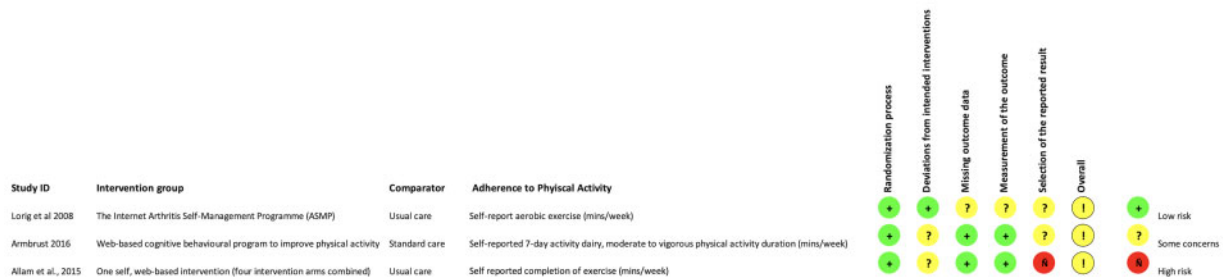 Randomization process
Deviations from intended interventions
Missing outcome data
Measurement of the outcome
Selection of the reported result
Overall
Study ID Intervention group Comparator Adherence to Phyiscal Activity
Lorig et al 2008 The Internet Arthritis Self-Management Programme (ASMP) Usual care Self-report aerobic exercise (mins/week) + + ? ? ? ! + Low risk
Armbrust 2016 Web-based cognitive behavioural program to improve physical activity Standard care Self-reported 7-day activity dairy, moderate to vigorous physical activity duration (mins/week) + ? + + ? ! ? Some concerns
Allam et al., 2015 One self, web-based intervention (four intervention arms combined) Usual care Self reported completion of exercise (mins/week) + ? + + Ñ ! Ñ High risk